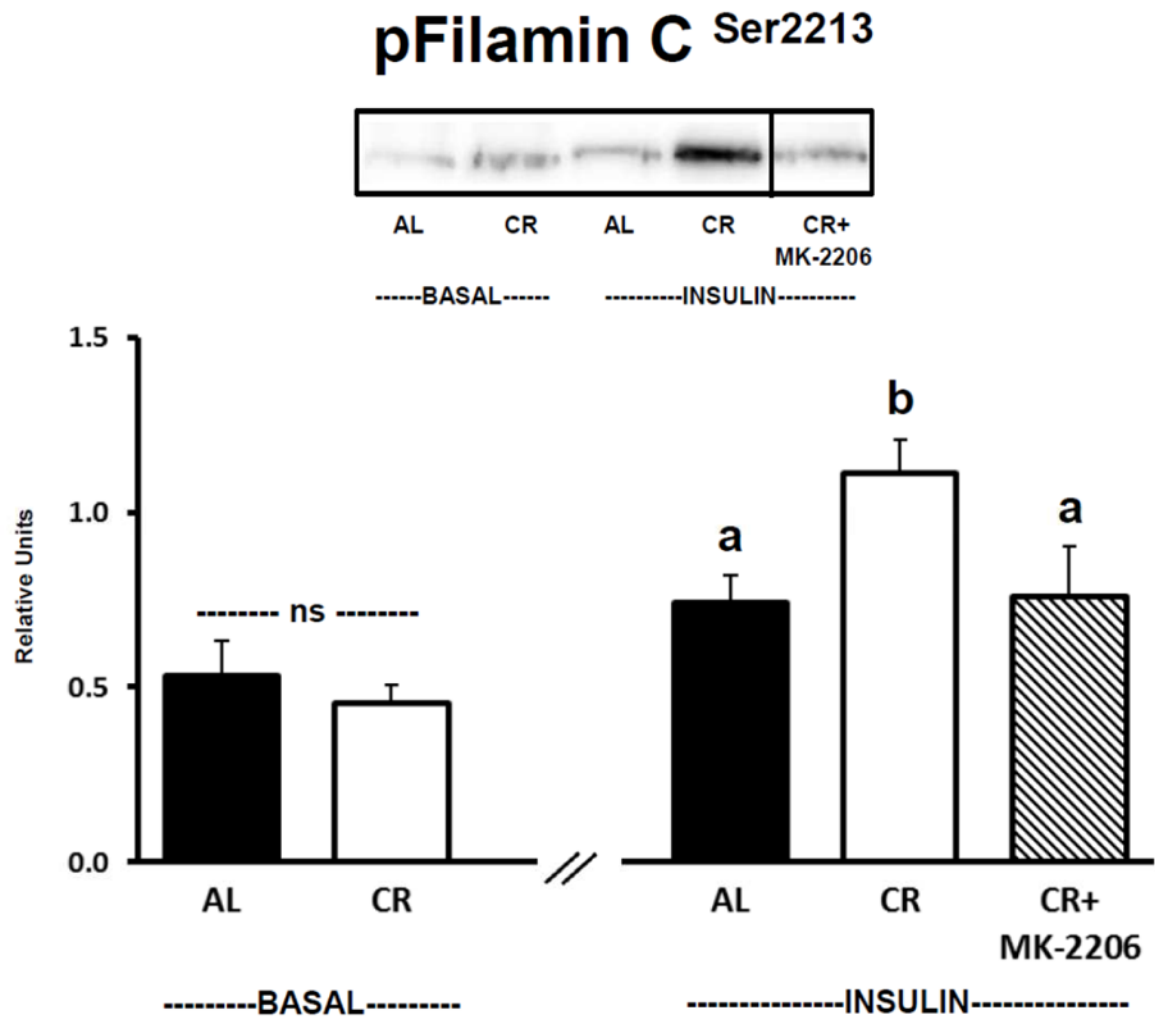 pFilamin C Ser2213
AL CR AL CR CR+
MK-2206
------BASAL------ ----------INSULIN----------
1.5
b
1.0
a a
Relative Units
-------- ns --------
0.5
0.0
AL CR AL CR CR+
MK-2206
---------BASAL--------- ---------------INSULIN---------------